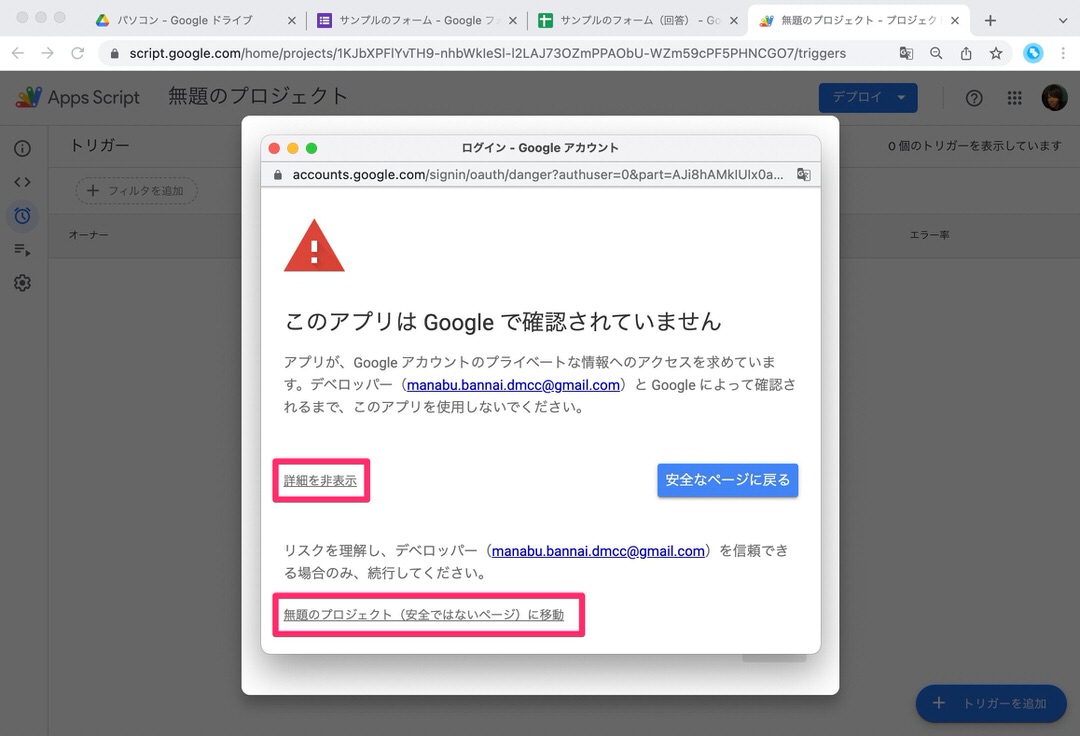 パソコン - Google ドライブ
サンプルのフォーム - Google フ
サンプルのフォーム（回答） - Go
無題のプロジェクト - プロジェク
script.google.com/home/projects/1KJbXPFlYvTH9-nhbWkIeSl-l2LAJ73OZmPPAObU-WZm59cPF5PHNCGO7/triggers
Apps Script
無題のプロジェクト
デプロイ
トリガー
0 個のトリガーを表示しています
フィルタを追加
オーナー
エラー率
ログイン - Google アカウント
accounts.google.com/signin/oauth/danger?authuser=0&part=AJi8hAMklUlx0a...
このアプリは Google で確認されていません
アプリが、Google アカウントのプライベートな情報へのアクセスを求めていま
す。デベロッパー（manabu.bannai.dmcc@gmail.com）と Google によって確認さ
れるまで、このアプリを使用しないでください。
詳細を非表示
安全なページに戻る
リスクを理解し、デベロッパー（manabu.bannai.dmcc@gmail.com）を信頼でき
る場合のみ、続行してください。
無題のプロジェクト（安全ではないページ）に移動
トリガーを追加